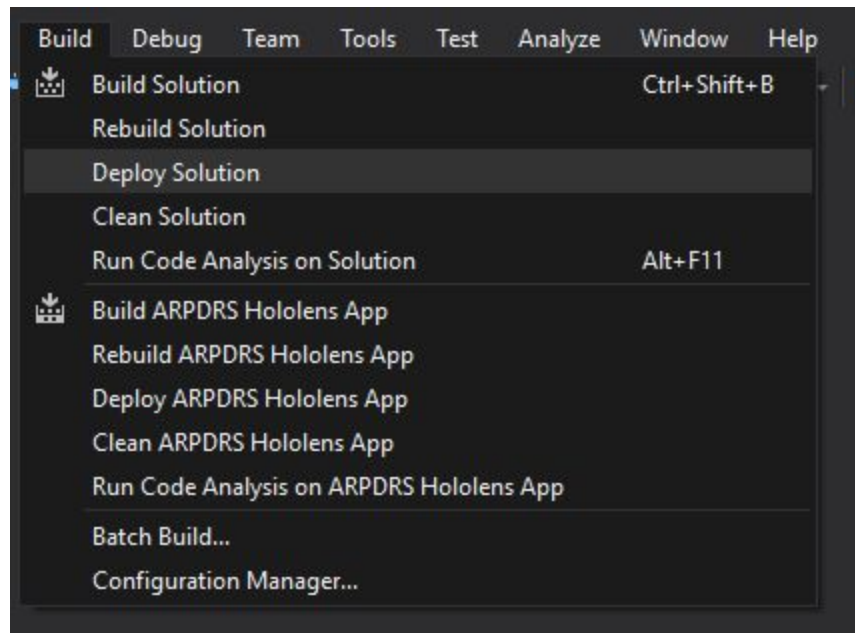 Build Debug Team Tools Test Analyze Window Help
Build Solution Ctrl+Shift+B
Rebuild Solution
Deploy Solution
Clean Solution
Run Code Analysis on Solution Alt+F11
Build ARPDRS Hololens App
Rebuild ARPDRS Hololens App
Deploy ARPDRS Hololens App
Clean ARPDRS Hololens App
Run Code Analysis on ARPDRS Hololens App
Batch Build...
Configuration Manager...